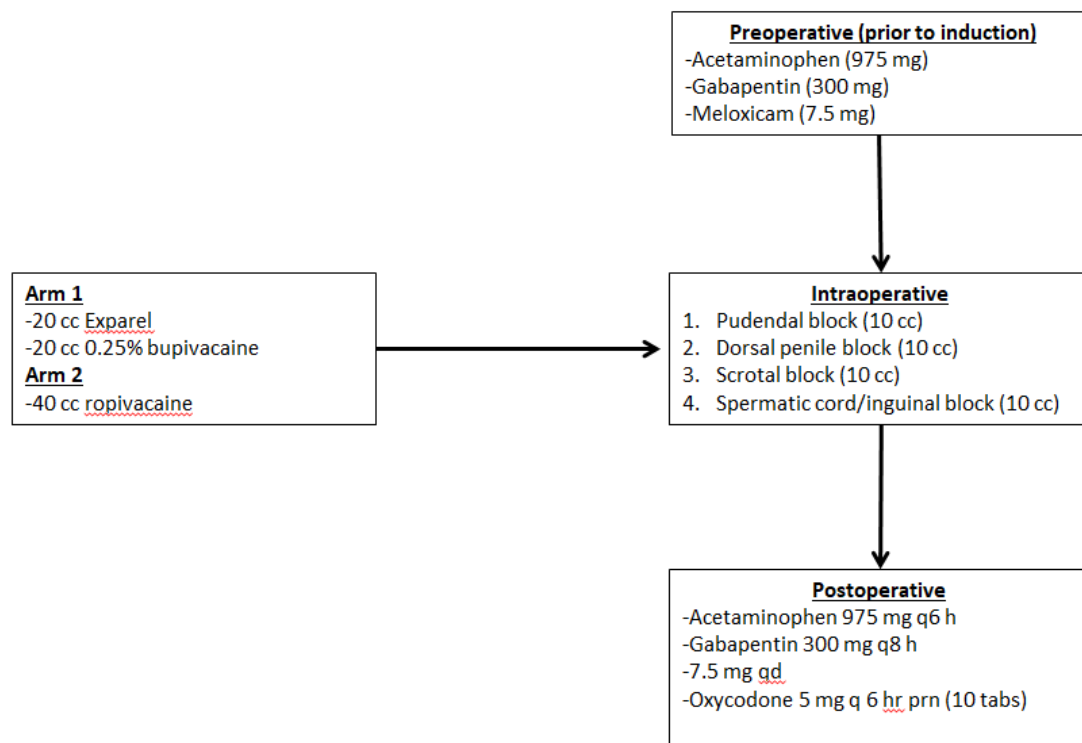 Preoperative (prior to induction)
-Acetaminophen (975 mg)
-Gabapentin (300 mg)
-Meloxicam (7.5 mg)
Arm 1
-20 cc Exparel
-20 cc 0.25% bupivacaine
Arm 2
-40 cc ropivacaine
Intraoperative
1. Pudendal block (10 cc)
2. Dorsal penile block (10 cc)
3. Scrotal block (10 cc)
4. Spermatic cord/inguinal block (10 cc)
Postoperative
-Acetaminophen 975 mg q6 h
-Gabapentin 300 mg q8 h
-7.5 mg qd
-Oxycodone 5 mg q 6 hr prn (10 tabs)